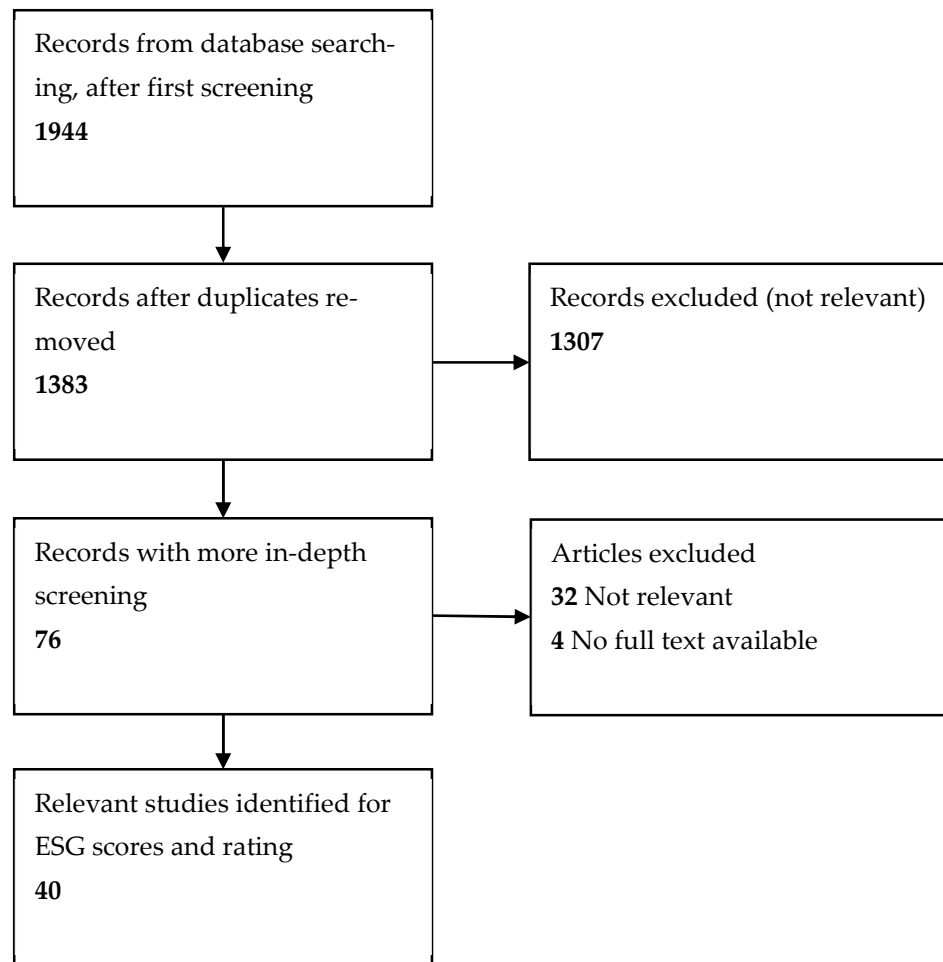 Records from database search-
ing, after first screening
1944
Records after duplicates re-
moved
1383
Records excluded (not relevant)
1307
Records with more in-depth
screening
76
Articles excluded
32 Not relevant
4 No full text available
Relevant studies identified for
ESG scores and rating
40